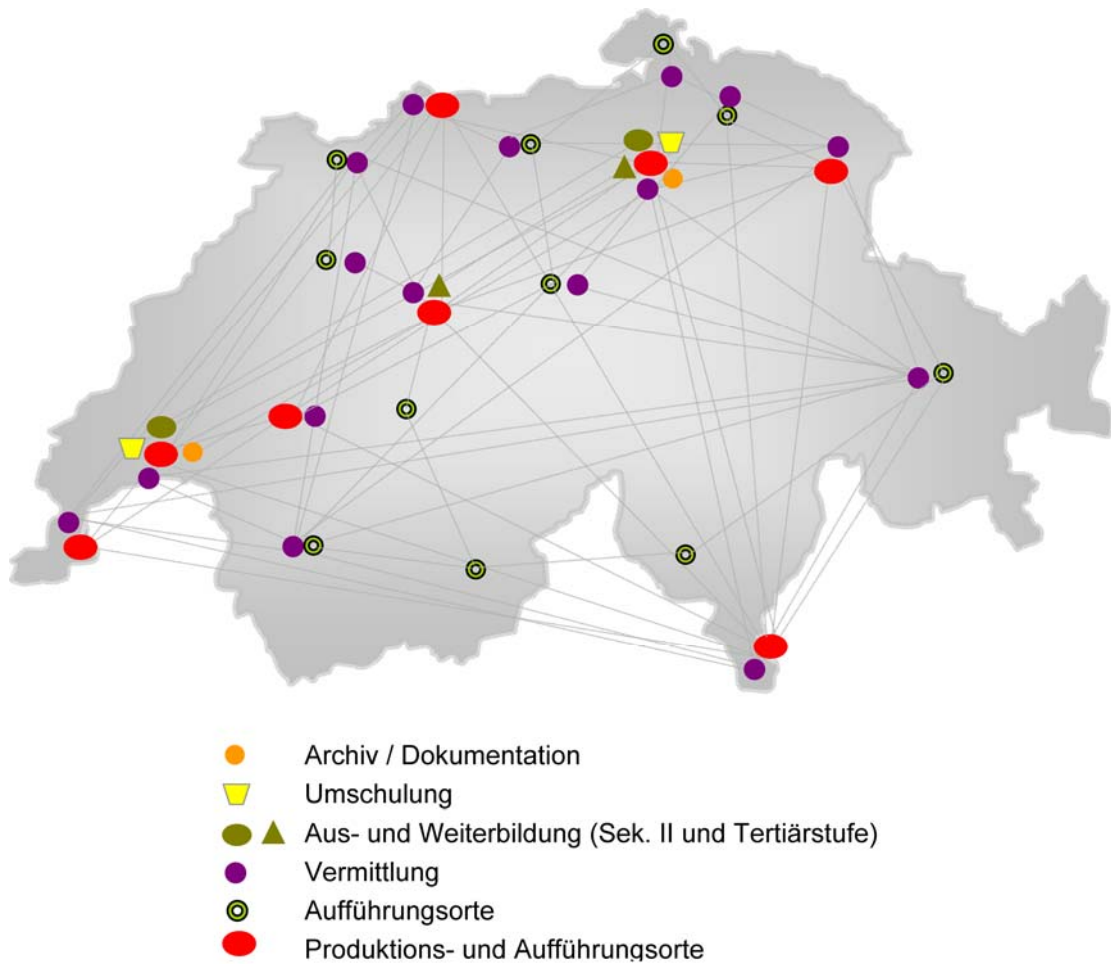 Archiv / Dokumentation
Umschulung
Aus- und Weiterbildung (Sek. II und Tertiärstufe)
Vermittlung
Aufführungsorte
Produktions- und Aufführungsorte